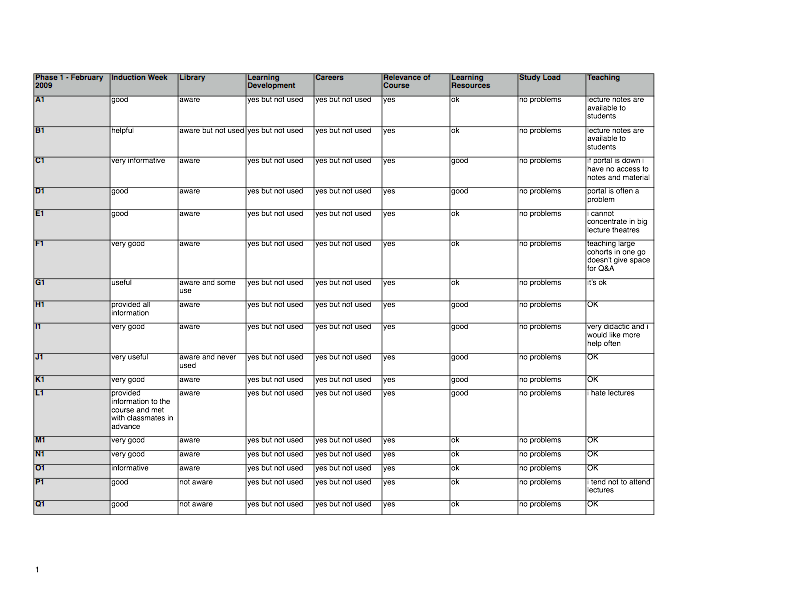 Phase 1 - February 2009 Induction Week Library Learning Development Careers Relevance of Course Learning Resources Study Load Teaching
A1 good aware yes but not used yes but not used yes ok no problems lecture notes are available to students
B1 helpful aware but not used yes but not used yes but not used yes ok no problems lecture notes are available to students
C1 very informative aware yes but not used yes but not used yes good no problems if portal is down i have no access to notes and material
D1 good aware yes but not used yes but not used yes good no problems portal is often a problem
E1 good aware yes but not used yes but not used yes ok no problems i cannot concentrate in big lecture theatres
F1 very good aware yes but not used yes but not used yes ok no problems teaching large cohorts in one go doesn't give space for Q&A
G1 useful aware and some use yes but not used yes but not used yes ok no problems it's ok
H1 provided all information aware yes but not used yes but not used yes good no problems OK
I1 very good aware yes but not used yes but not used yes good no problems very didactic and i would like more help often
J1 very useful aware and never used yes but not used yes but not used yes good no problems OK
K1 very good aware yes but not used yes but not used yes good no problems OK
L1 provided information to the course and met with classmates in advance aware yes but not used yes but not used yes good no problems i hate lectures
M1 very good aware yes but not used yes but not used yes ok no problems OK
N1 very good aware yes but not used yes but not used yes ok no problems OK
O1 informative aware yes but not used yes but not used yes ok no problems OK
P1 good not aware yes but not used yes but not used yes ok no problems i tend not to attend lectures
Q1 good not aware yes but not used yes but not used yes ok no problems OK
1